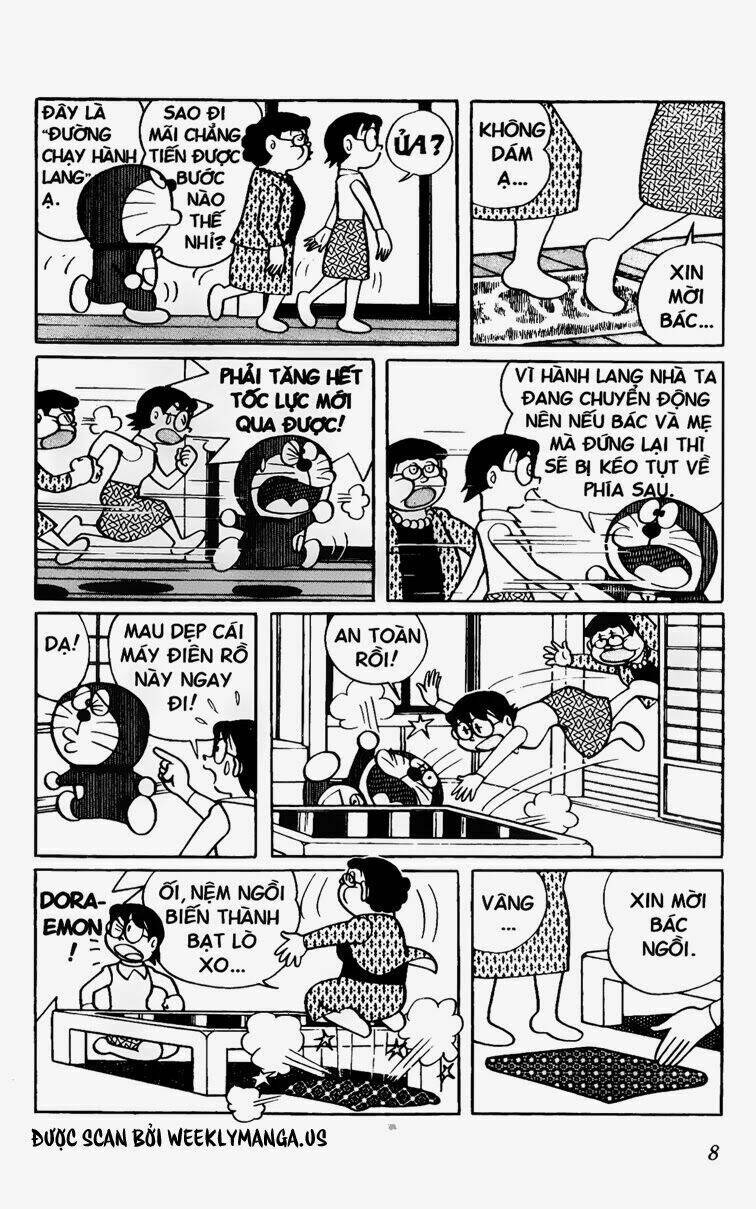 XIN
MỜI
BÁC...
KHÔNG
DÁM
Ạ...
ỦA?
SAO ĐI
MÃI CHẲNG
TIẾN ĐƯỢC
BƯỚC
NÀO
THẾ
NHỈ?
ĐÂY LÀ
"ĐƯỜNG
CHẠY HÀNH
LANG"
Ạ.
VÌ HÀNH LANG NHÀ TA
ĐANG CHUYỂN ĐỘNG
NÊN NẾU BÁC VÀ MẸ
MÀ ĐỨNG LẠI THÌ
SẼ BỊ KÉO TỤT VỀ
PHÍA SAU.
PHẢI TĂNG HẾT
TỐC LỰC MỚI
QUA ĐƯỢC!
AN TOÀN
RỒI!
MAU DẸP CÁI
MÁY ĐIÊN RỒ
NÀY NGAY
ĐI!
DẠ!
XIN MỜI
BÁC
NGỒI.
VÂNG
...
ỐI, NỆM NGỒI
BIẾN THÀNH
BẠT LÒ
XO...
DORA-
EMON
!
ĐƯỢC SCAN BỞI WEEKLYMANGA.US
8